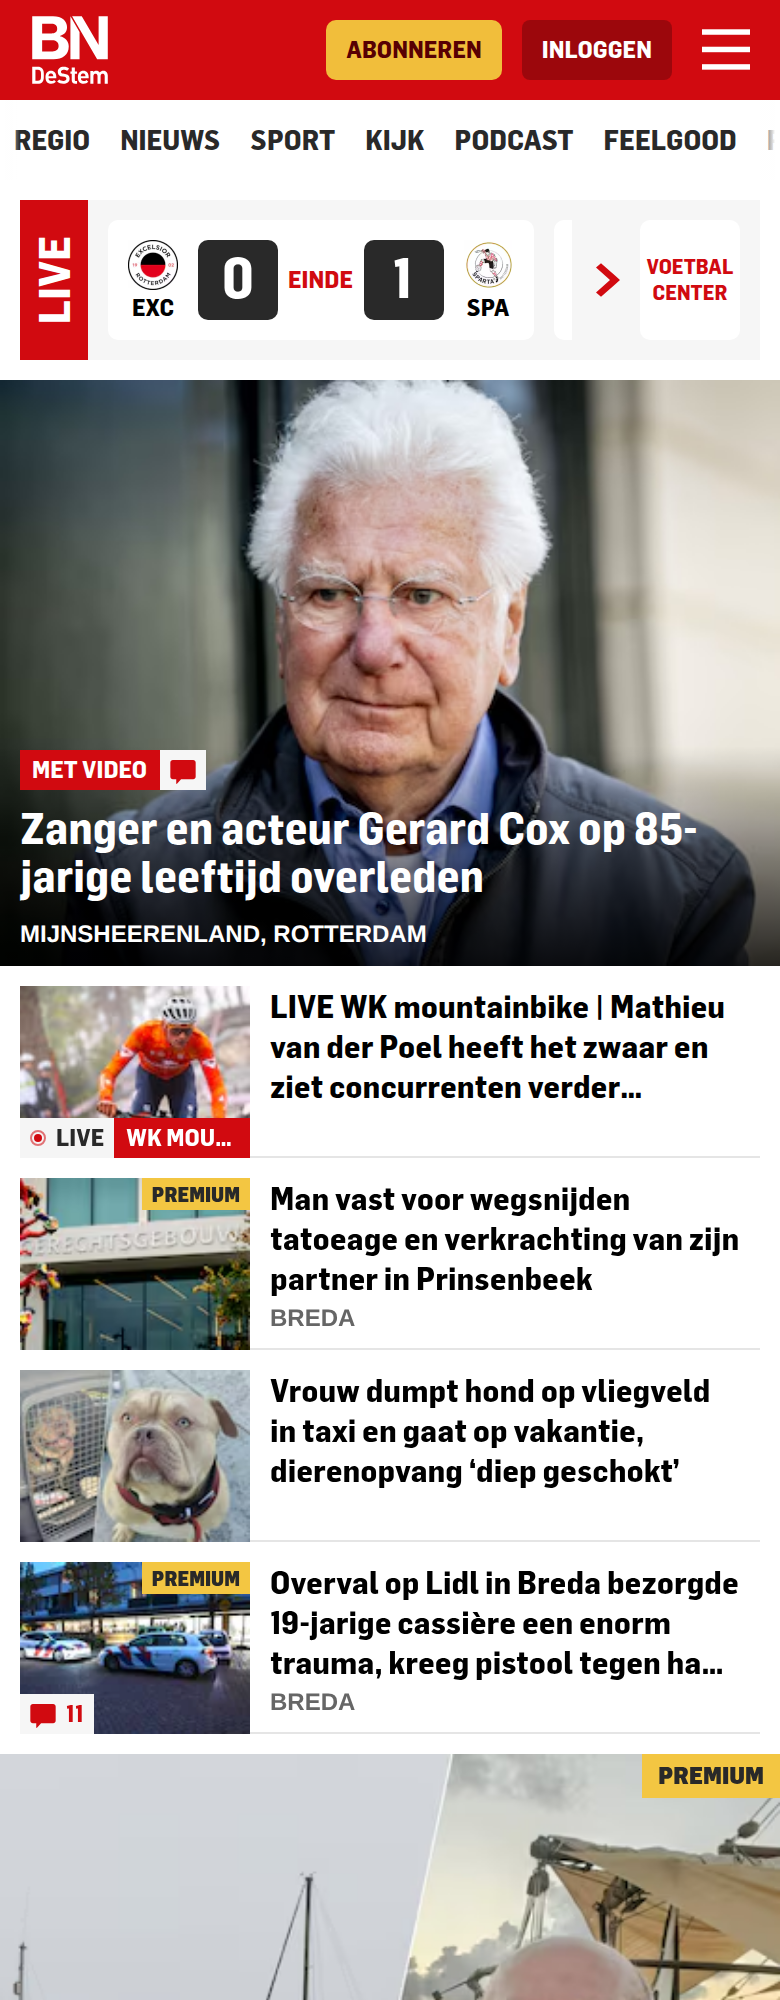 BN
DeStem
ABONNEREN
INLOGGEN
REGIO NIEUWS SPORT KIJK PODCAST FEELGOOD
LIVE
EXCELSIOR
ROTTERDAM
EXC
0
EINDE
1
SPARTA
SPA
VOETBAL
CENTER
MET VIDEO
Zanger en acteur Gerard Cox op 85-
jarige leeftijd overleden
MIJNSHEERENLAND, ROTTERDAM
LIVE WK mountainbike | Mathieu
van der Poel heeft het zwaar en
ziet concurrenten verder...
LIVE
WK MOU...
PREMIUM
GERECHTSGEBOUW
Man vast voor wegsnijden
tatoeage en verkrachting van zijn
partner in Prinsenbeek
BREDA
Vrouw dumpt hond op vliegveld
in taxi en gaat op vakantie,
dierenopvang ‘diep geschokt’
PREMIUM
11
Overval op Lidl in Breda bezorgde
19-jarige cassière een enorm
trauma, kreeg pistool tegen ha...
BREDA
PREMIUM